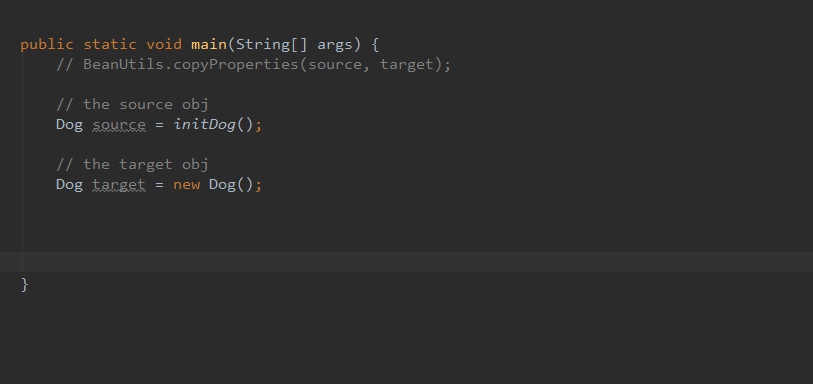 public static void main(String[] args) {
// BeanUtils.copyProperties(source, target);
// the source obj
Dog source = initDog();
// the target obj
Dog target = new Dog();
}